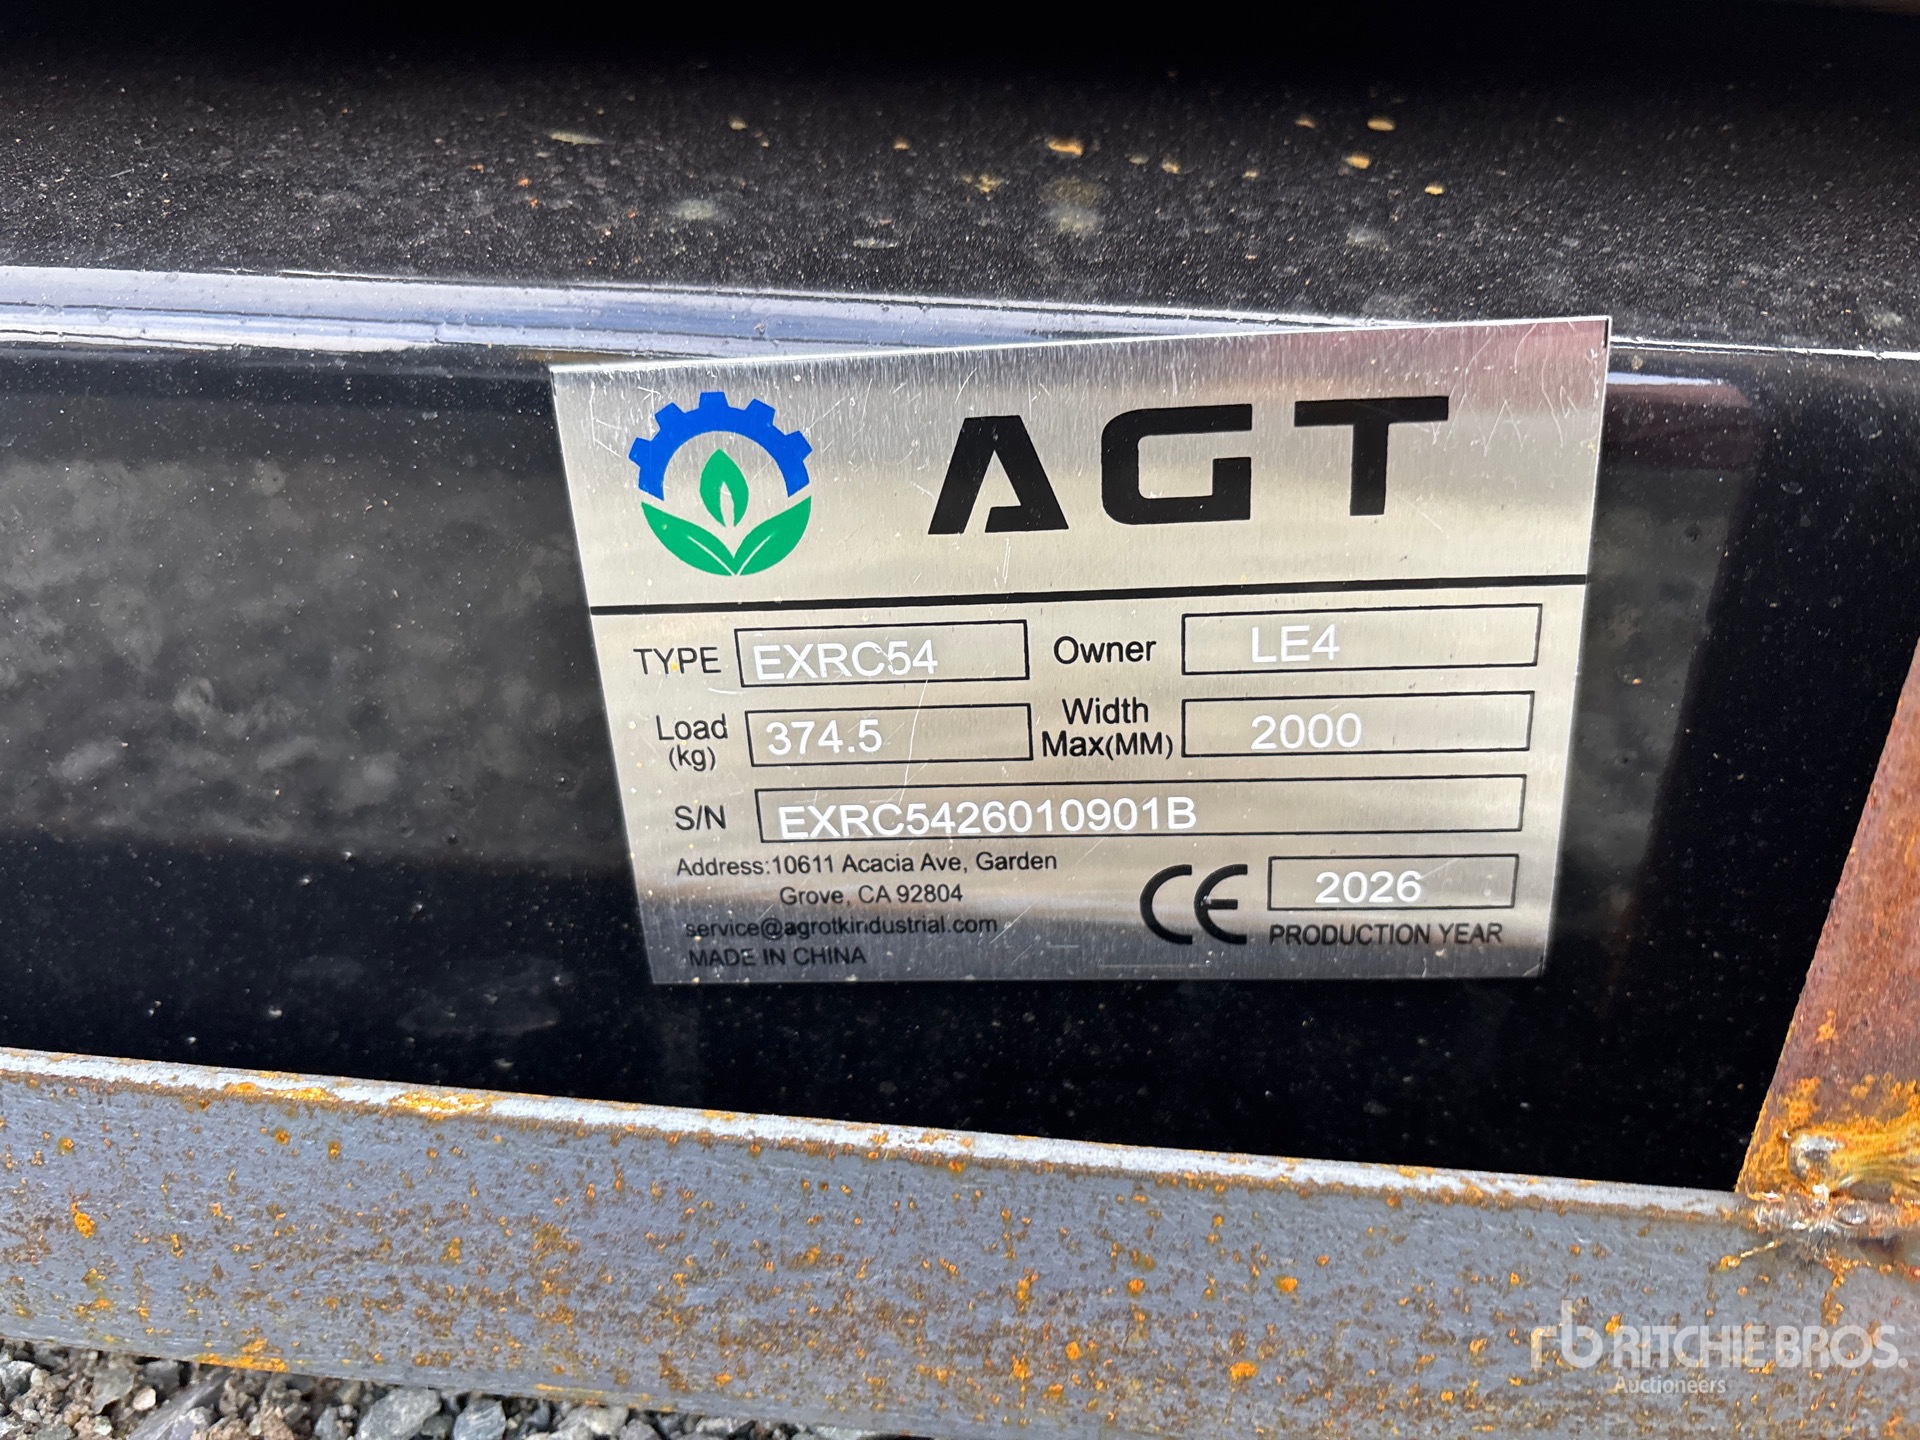 AGT
TYPE EXRC54 Owner LE4
Load (kg) 374.5 Width Max(MM) 2000
S/N EXRC5426010901B
Address:10611 Acacia Ave, Garden
Grove, CA 92804
service@agrotkindustrial.com
MADE IN CHINA
CE 2026
PRODUCTION YEAR
rb RITCHIE BROS.
Auctioneers